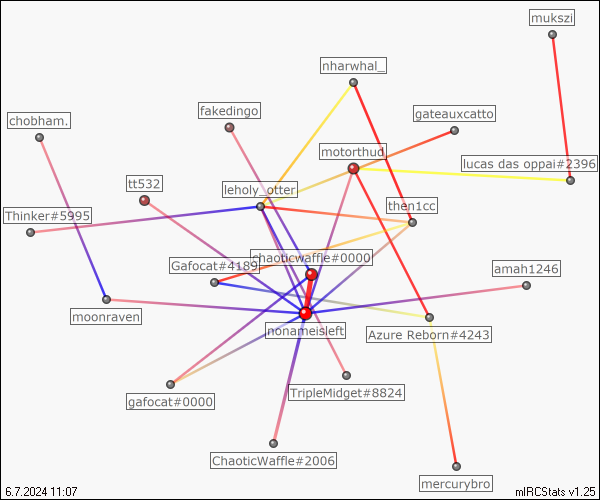 mukszi
nharwhal_
fakedingo
gateauxcatto
chobham.
motorthud
lucas das oppai#2396
tt532
leholy_otter
then1cc
Thinker#5995
chaoticwaffle#0000
Gafocat#4189
amah1246
moonraven
nonameisleft
Azure Reborn#4243
TripleMidget#8824
gafocat#0000
ChaoticWaffle#2006
mercurybro
6.7.2024 11:07
mIRCStats v1.25